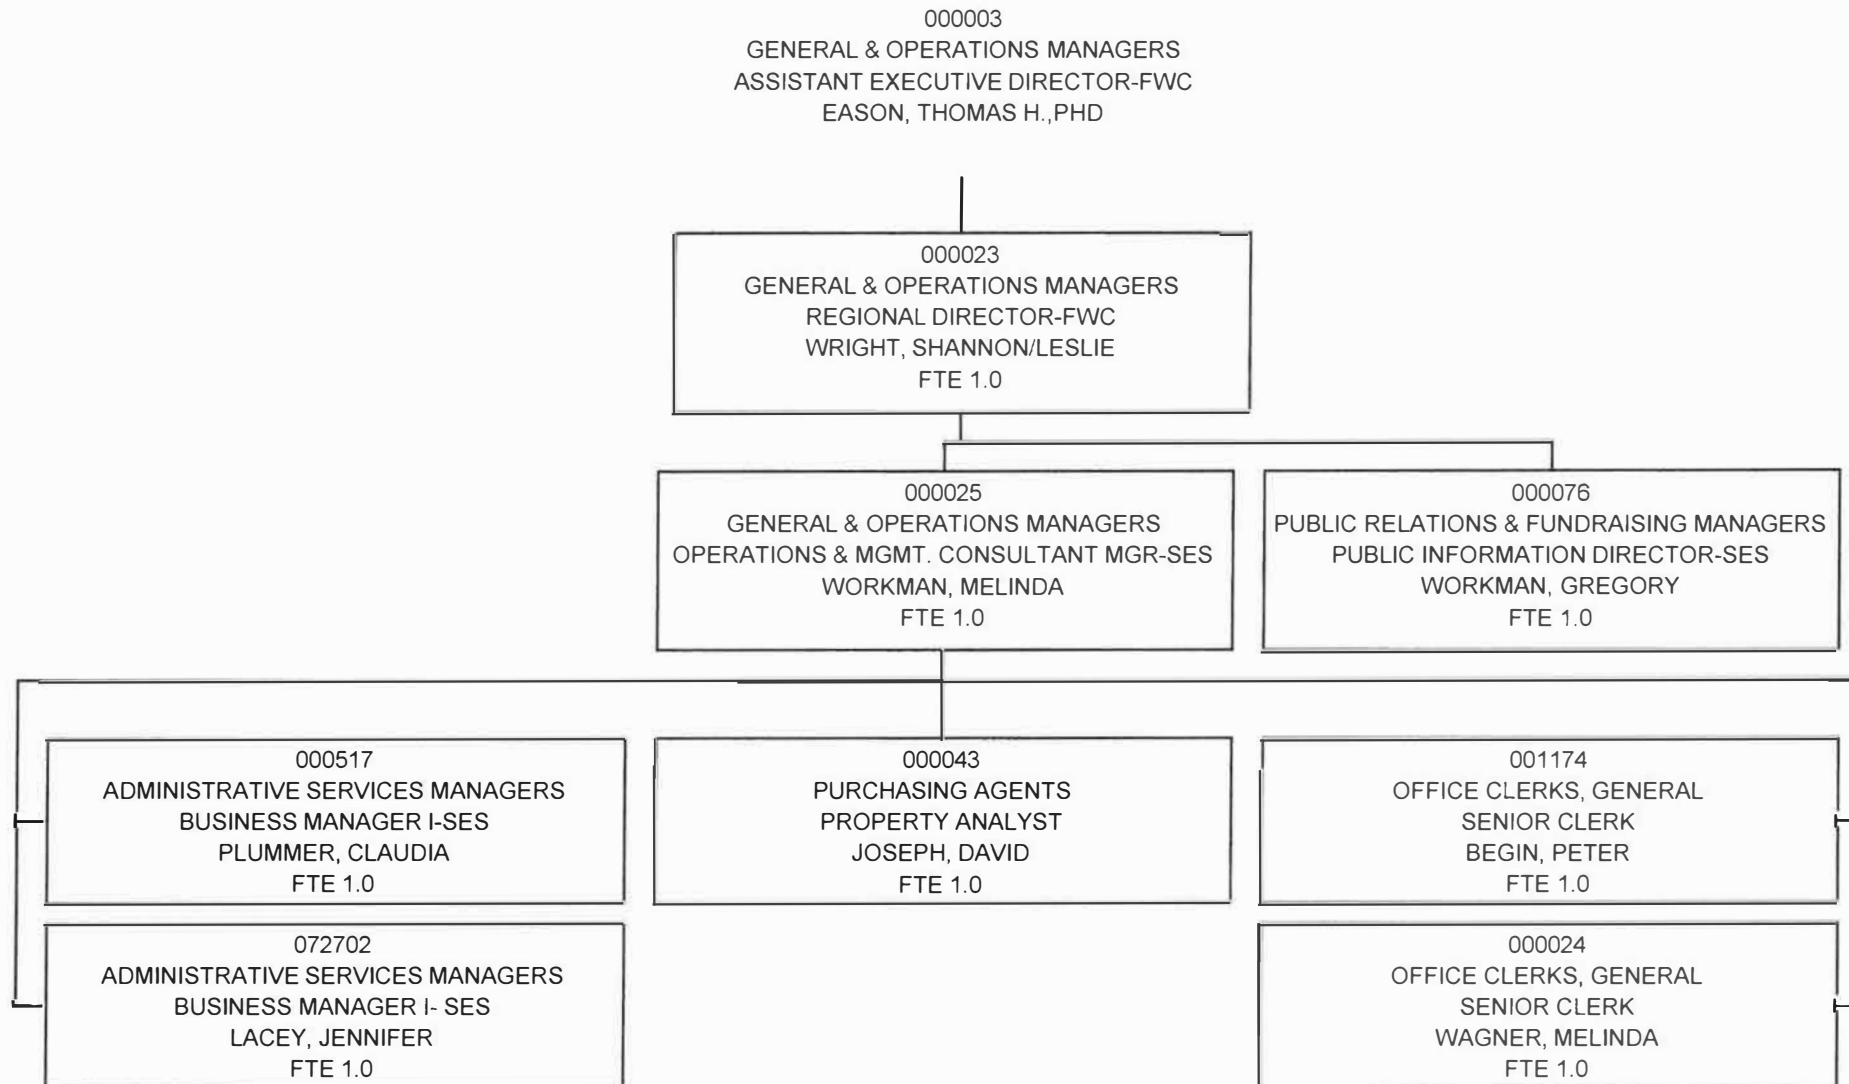 000003
GENERAL & OPERATIONS MANAGERS
ASSISTANT EXECUTIVE DIRECTOR-FWC
EASON, THOMAS H.,PHD
000023
GENERAL & OPERATIONS MANAGERS
REGIONAL DIRECTOR-FWC
WRIGHT, SHANNON/LESLIE
FTE 1.0
000025
GENERAL & OPERATIONS MANAGERS
OPERATIONS & MGMT. CONSULTANT MGR-SES
WORKMAN, MELINDA
FTE 1.0
000076
PUBLIC RELATIONS & FUNDRAISING MANAGERS
PUBLIC INFORMATION DIRECTOR-SES
WORKMAN, GREGORY
FTE 1.0
000517
ADMINISTRATIVE SERVICES MANAGERS
BUSINESS MANAGER I-SES
PLUMMER, CLAUDIA
FTE 1.0
000043
PURCHASING AGENTS
PROPERTY ANALYST
JOSEPH, DAVID
FTE 1.0
001174
OFFICE CLERKS, GENERAL
SENIOR CLERK
BEGIN, PETER
FTE 1.0
072702
ADMINISTRATIVE SERVICES MANAGERS
BUSINESS MANAGER I- SES
LACEY, JENNIFER
FTE 1.0
000024
OFFICE CLERKS, GENERAL
SENIOR CLERK
WAGNER, MELINDA
FTE 1.0